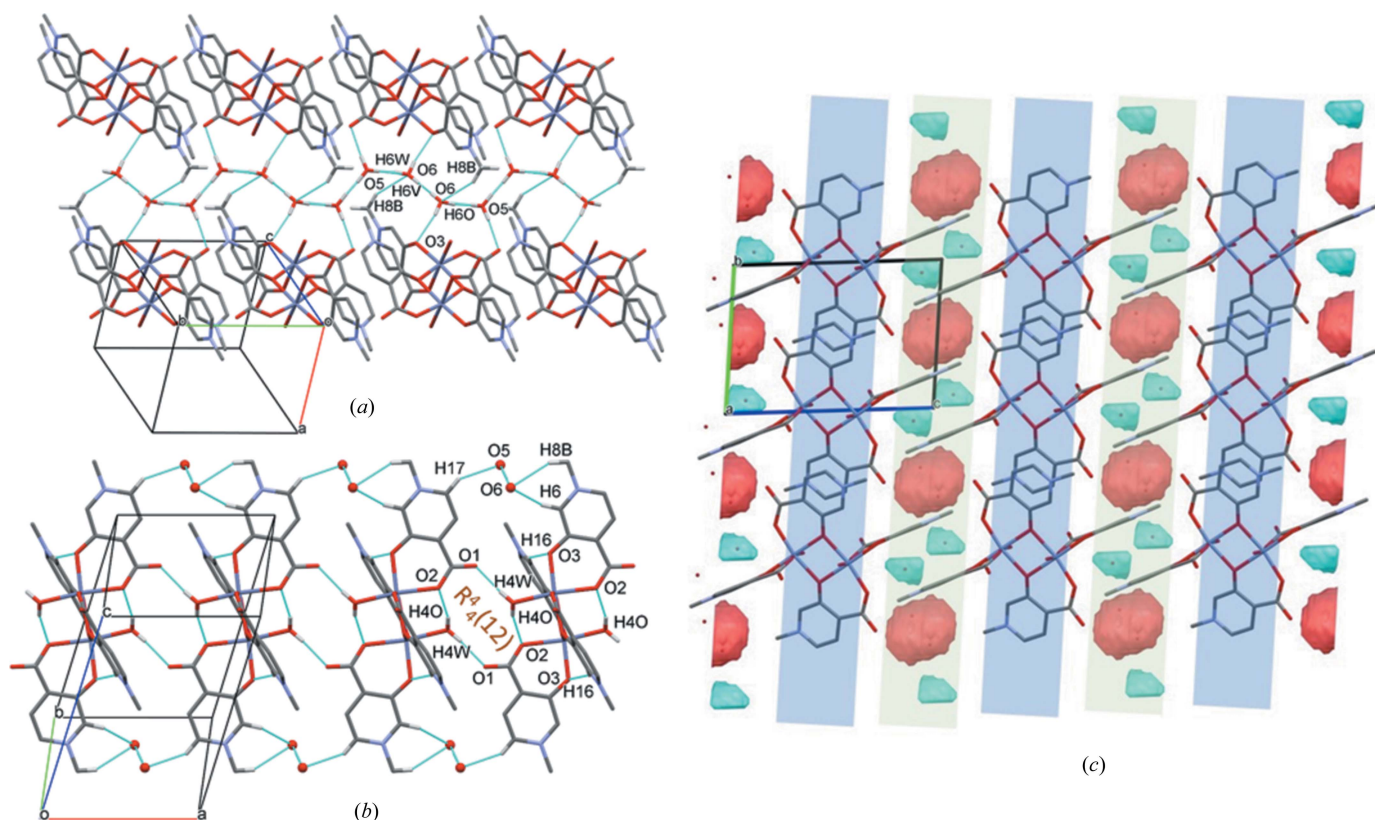 H6W O6 H8B
O5 H6V O6
H8B H6O O5
O3
c
b o
a
(a)
O5 H8B
H17
O6 H6
O1 H16 O3
O2 H4W O2
c H4O R⁴₄(12) H4O H4O
H4W O2
O1 O3
H16
b
o a
(b)
b
a c
(c)